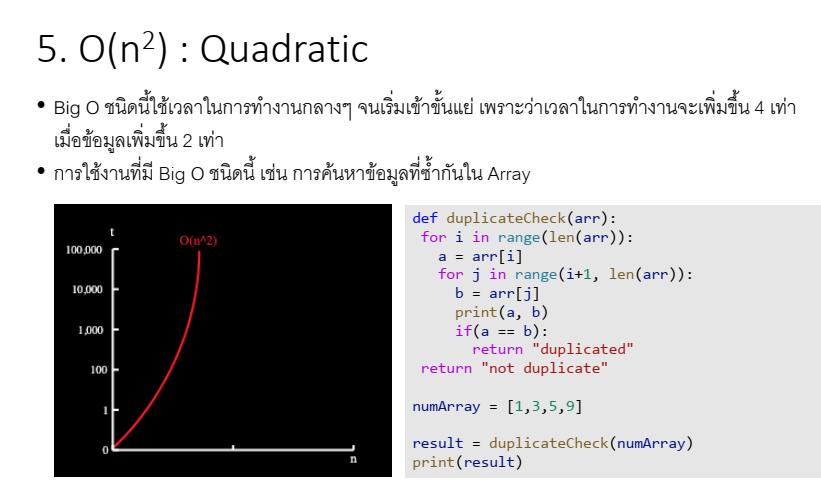 5. O(n²) : Quadratic
• Big O ชนิดนี้ใช้เวลาในการทำงานกลางๆ จนเริ่มเข้าขั้นแย่ เพราะว่าเวลาในการทำงานจะเพิ่มขึ้น 4 เท่า
เมื่อข้อมูลเพิ่มขึ้น 2 เท่า
• การใช้งานที่มี Big O ชนิดนี้ เช่น การค้นหาข้อมูลที่ซ้ำกันใน Array
t
O(n^2)
100,000
10,000
1,000
100
1
0
n
def duplicateCheck(arr):
 for i in range(len(arr)):
   a = arr[i]
   for j in range(i+1, len(arr)):
     b = arr[j]
     print(a, b)
     if(a == b):
       return "duplicated"
 return "not duplicate"
numArray = [1,3,5,9]
result = duplicateCheck(numArray)
print(result)